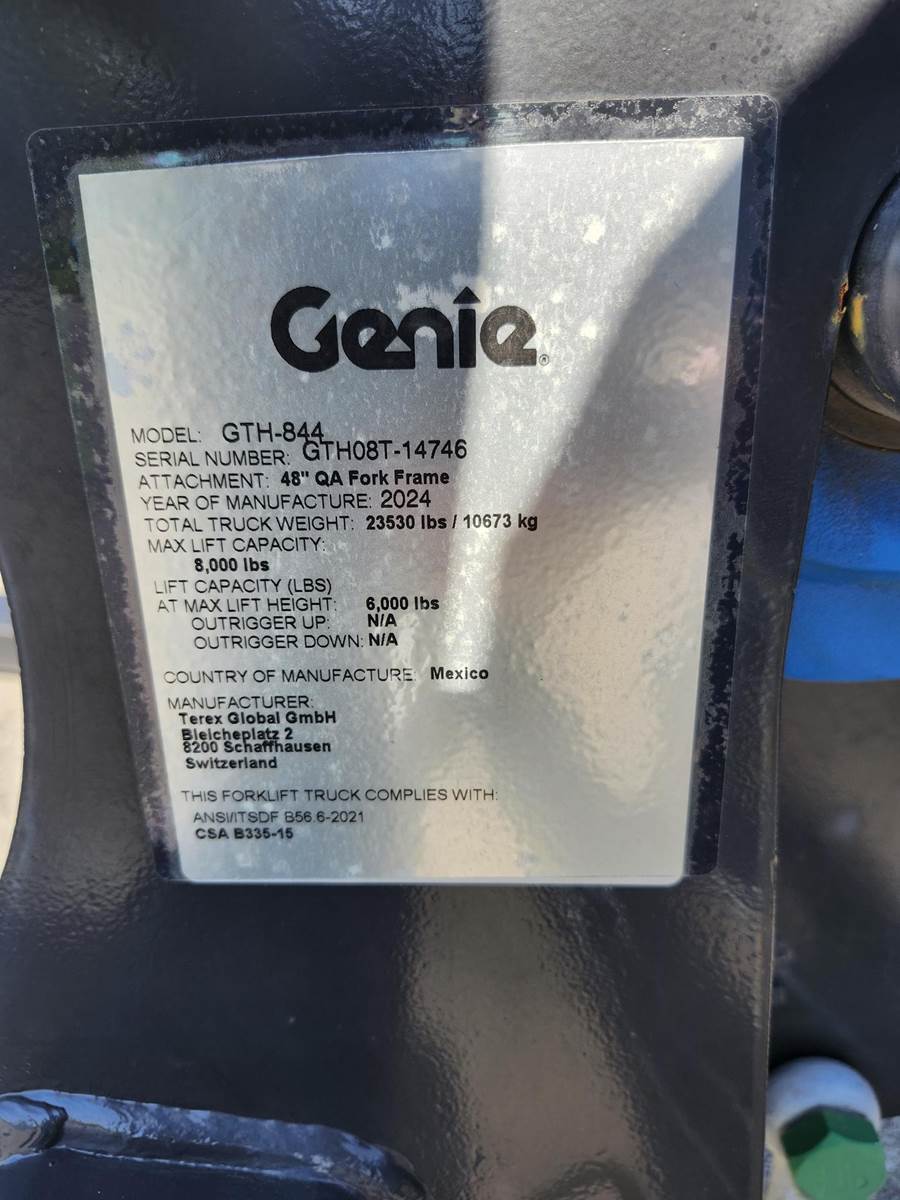 Genie®
MODEL: GTH-844
SERIAL NUMBER: GTH08T-14746
ATTACHMENT: 48" QA Fork Frame
YEAR OF MANUFACTURE: 2024
TOTAL TRUCK WEIGHT: 23530 lbs / 10673 kg
MAX LIFT CAPACITY:
8,000 lbs
LIFT CAPACITY (LBS)
AT MAX LIFT HEIGHT: 6,000 lbs
OUTRIGGER UP: N/A
OUTRIGGER DOWN: N/A
COUNTRY OF MANUFACTURE: Mexico
MANUFACTURER:
Terex Global GmbH
Bleicheplatz 2
8200 Schaffhausen
Switzerland
THIS FORKLIFT TRUCK COMPLIES WITH:
ANSI/ITSDF B56.6-2021
CSA B335-15